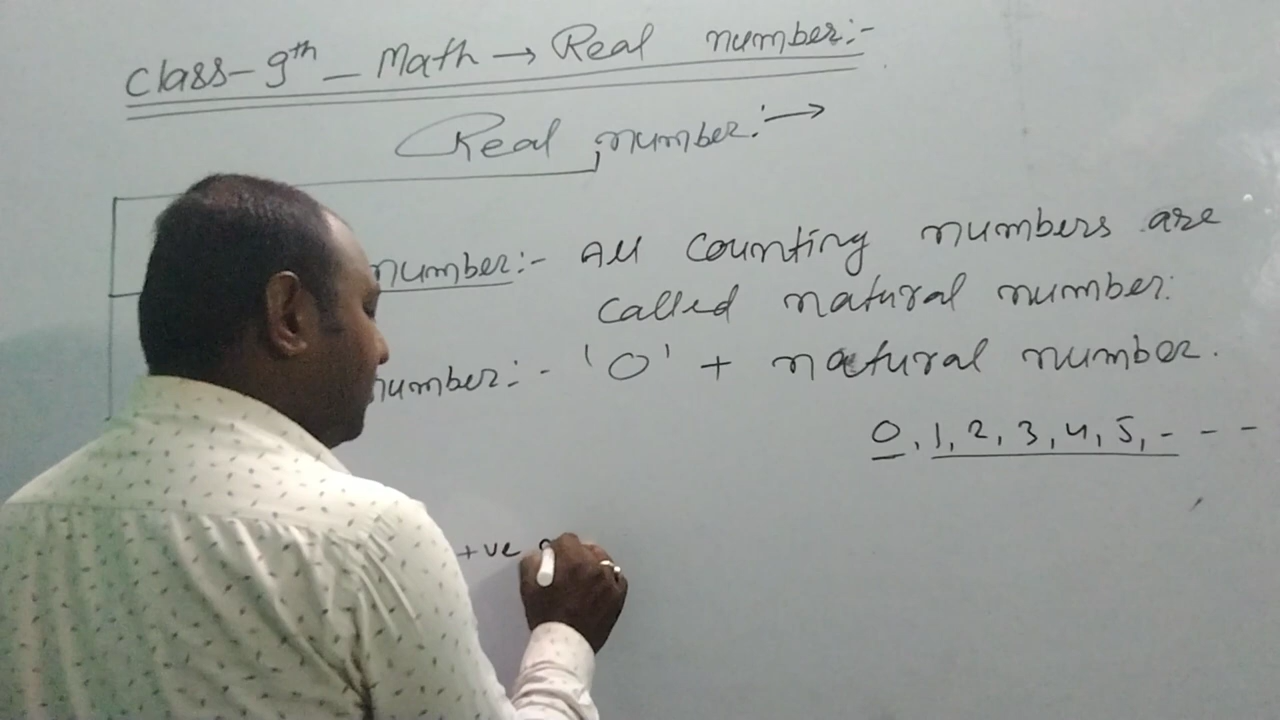 Class-9th - Math → Real number:-
Real number:→
number:- All counting numbers are
called natural number.
number:- '0' + natural number.
0, 1, 2, 3, 4, 5, - - -
+ve